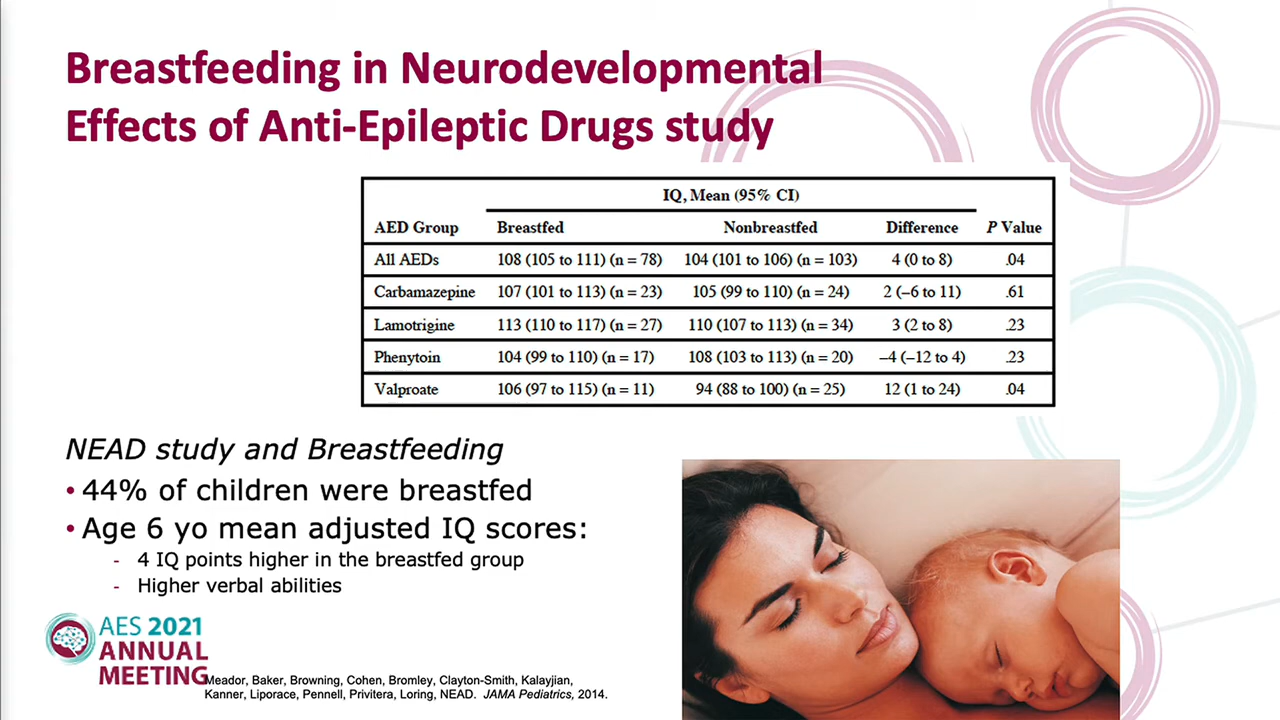 Breastfeeding in Neurodevelopmental
Effects of Anti-Epileptic Drugs study
IQ, Mean (95% CI)
AED Group Breastfed Nonbreastfed Difference P Value
All AEDs 108 (105 to 111) (n = 78) 104 (101 to 106) (n = 103) 4 (0 to 8) .04
Carbamazepine 107 (101 to 113) (n = 23) 105 (99 to 110) (n = 24) 2 (–6 to 11) .61
Lamotrigine 113 (110 to 117) (n = 27) 110 (107 to 113) (n = 34) 3 (2 to 8) .23
Phenytoin 104 (99 to 110) (n = 17) 108 (103 to 113) (n = 20) –4 (–12 to 4) .23
Valproate 106 (97 to 115) (n = 11) 94 (88 to 100) (n = 25) 12 (1 to 24) .04
NEAD study and Breastfeeding
• 44% of children were breastfed
• Age 6 yo mean adjusted IQ scores:
- 4 IQ points higher in the breastfed group
- Higher verbal abilities
AES 2021
ANNUAL
MEETING
Meador, Baker, Browning, Cohen, Bromley, Clayton-Smith, Kalayjian,
Kanner, Liporace, Pennell, Privitera, Loring, NEAD. JAMA Pediatrics, 2014.